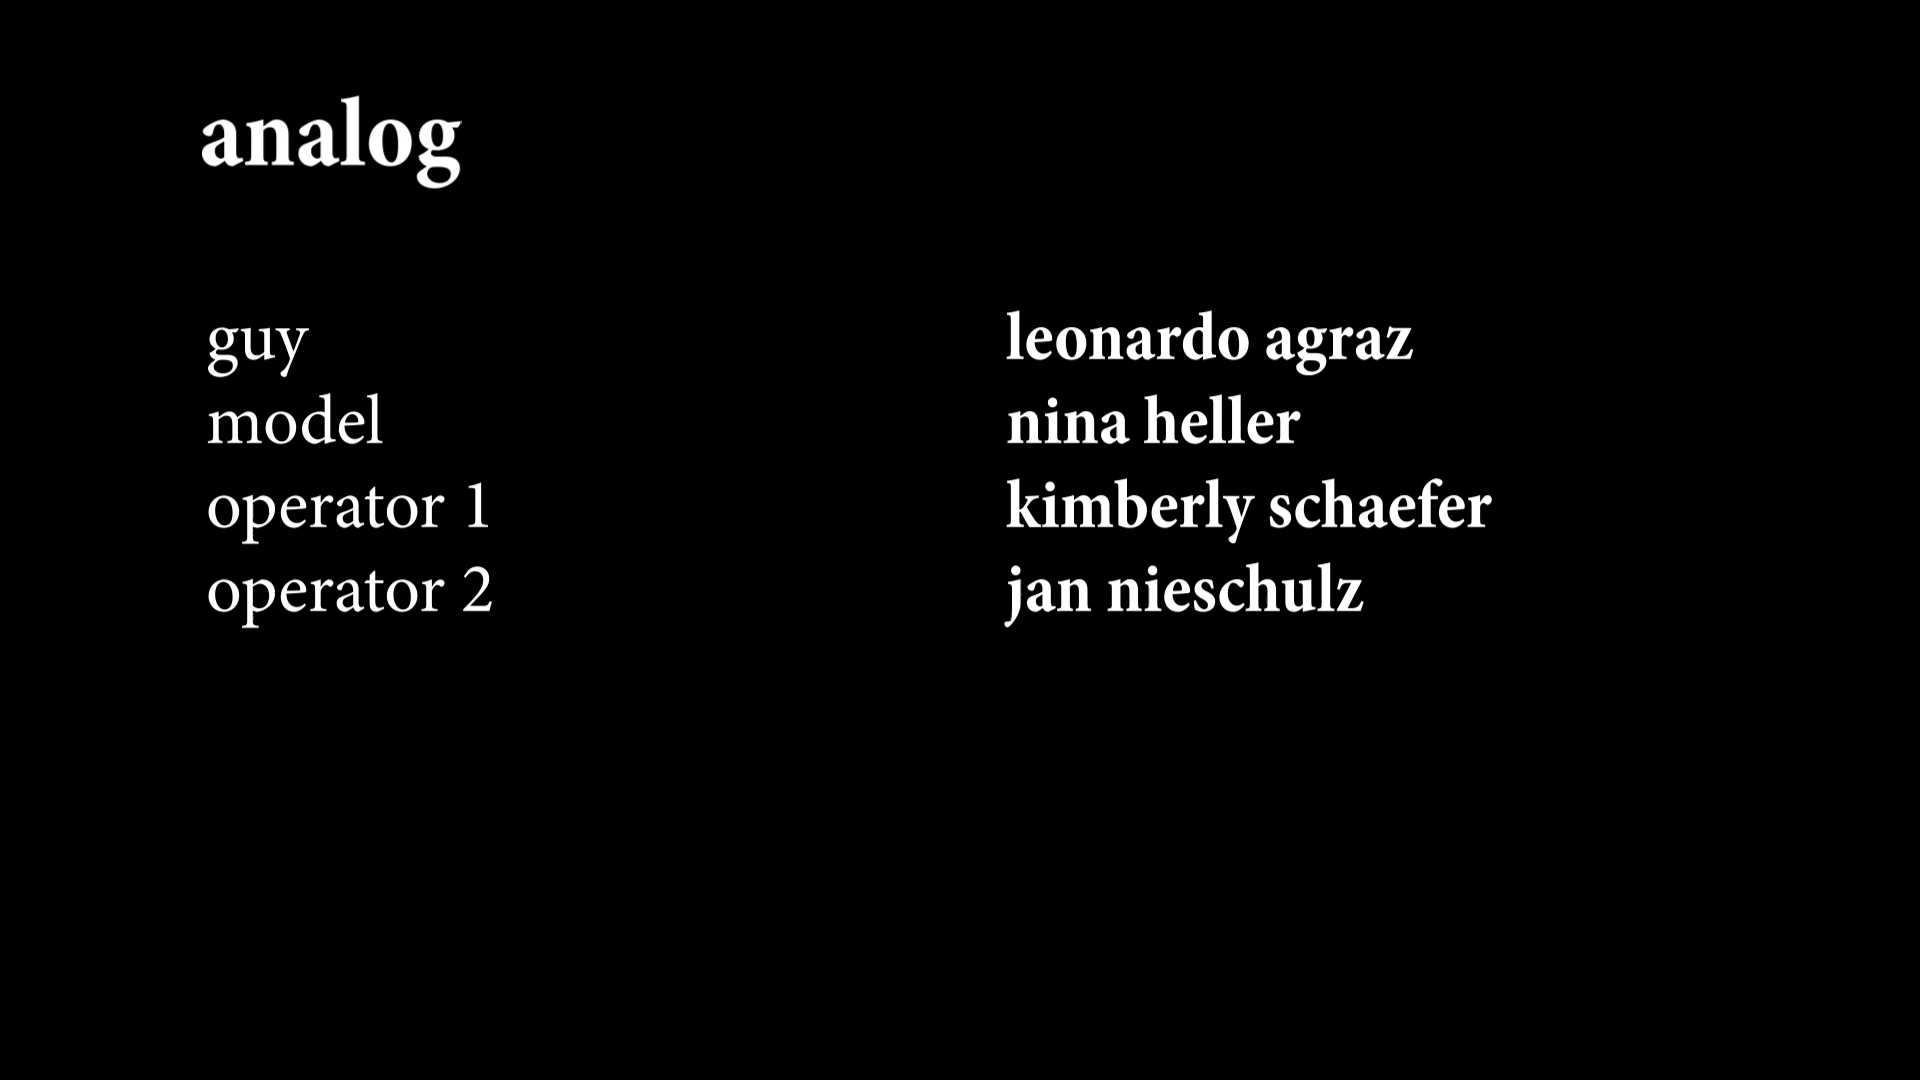 analog
guy leonardo agraz
model nina heller
operator 1 kimberly schaefer
operator 2 jan nieschulz